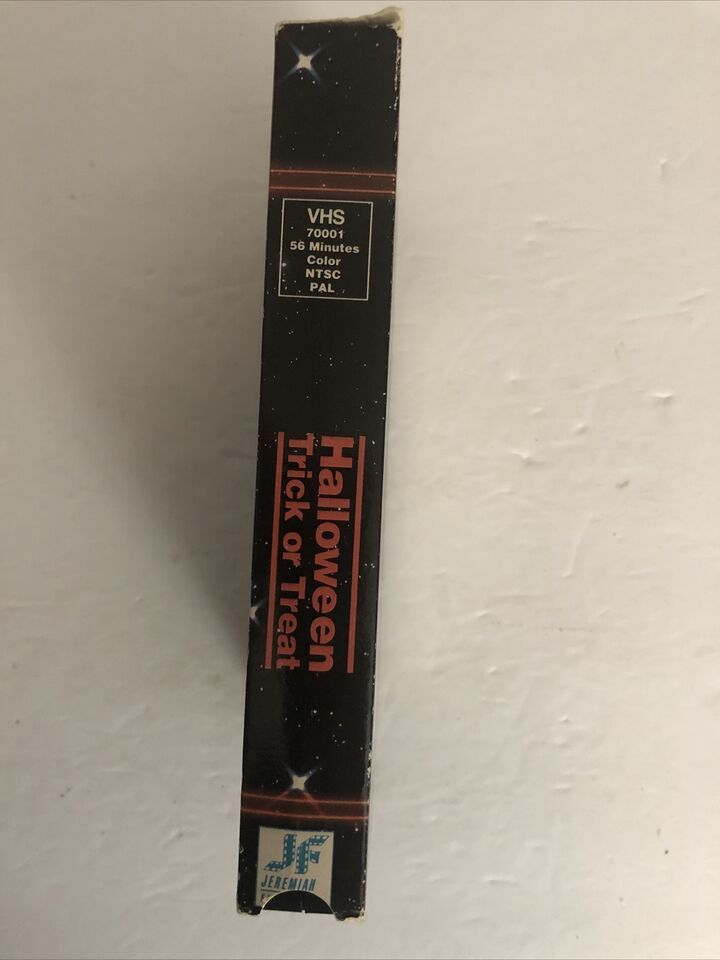 VHS
70001
56 Minutes
Color
NTSC
PAL
Halloween
Trick or Treat
JF
JEREMIAH